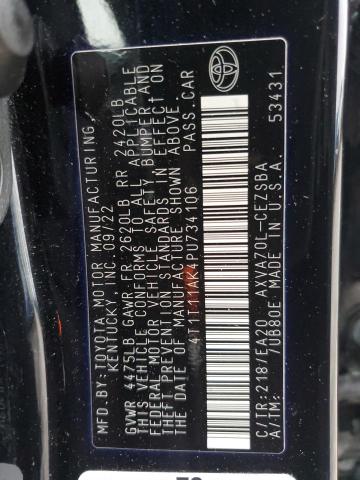 MFD.BY:TOYOTA MOTOR MANUFACTURING,
KENTUCKY, INC. 09/22
GVWR 4475LB GAWR FR 2620LB RR 2420LB
THIS VEHICLE CONFORMS TO ALL APPLICABLE
FEDERAL MOTOR VEHICLE SAFETY, BUMPER, AND
THEFT PREVENTION STANDARDS IN EFFECT ON
THE DATE OF MANUFACTURE SHOWN ABOVE.
4T1T11AK4PU734106 PASS.CAR
C/TR: 218/EA20 AXVA70L-CEZSBA
A/TM: /UB80E MADE IN U.S.A. 53431